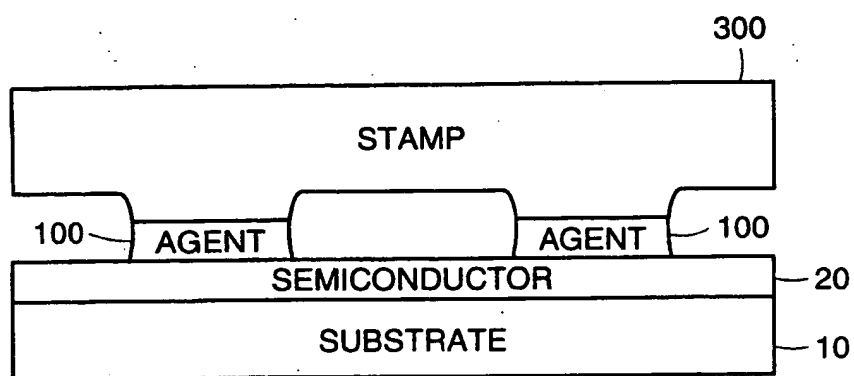 300
STAMP
100 AGENT AGENT 100
SEMICONDUCTOR 20
SUBSTRATE 10